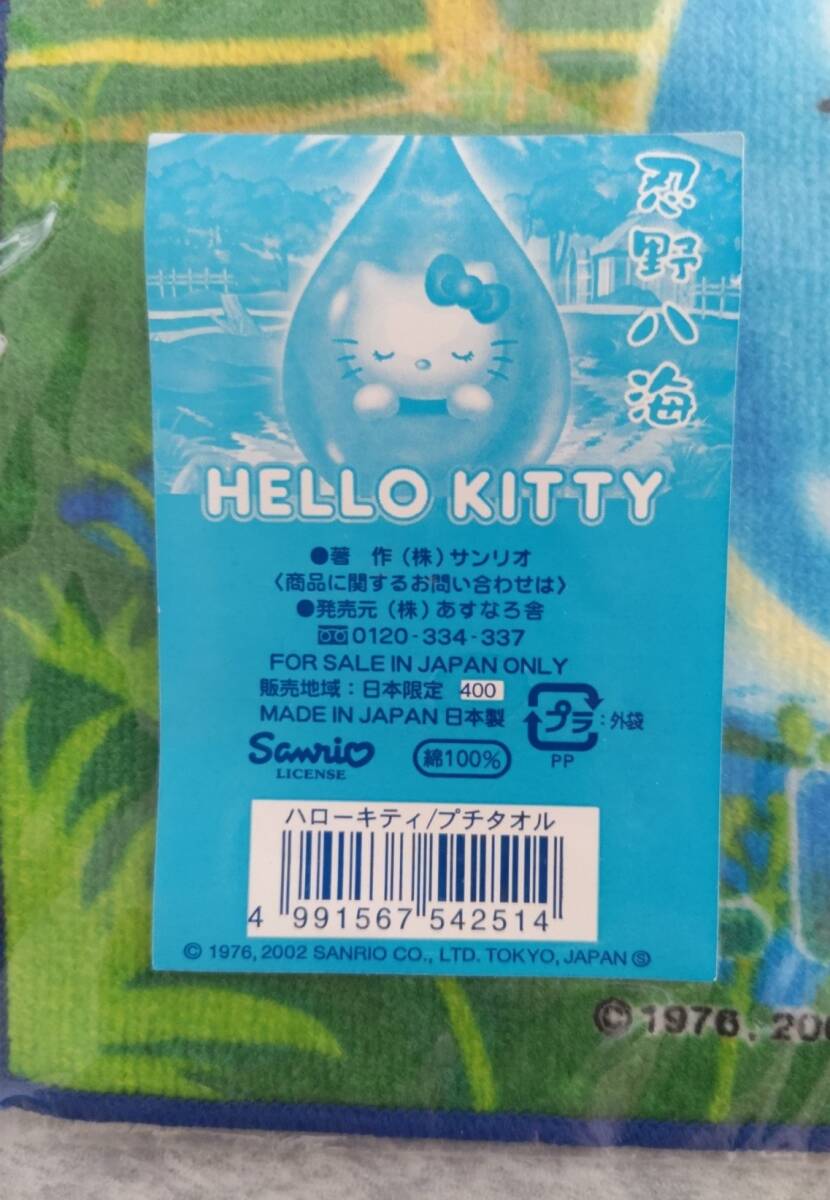 忍野八海
HELLO KITTY
●著 作（株）サンリオ
〈商品に関するお問い合わせは〉
●発売元（株）あすなろ舎
0120-334-337
FOR SALE IN JAPAN ONLY
販売地域：日本限定 400
MADE IN JAPAN 日本製
プラ：外袋
PP
Sanrio
LICENSE
綿100%
ハローキティ/プチタオル
4 991567 542514
© 1976, 2002 SANRIO CO., LTD. TOKYO, JAPAN Ⓢ
© 1976, 200